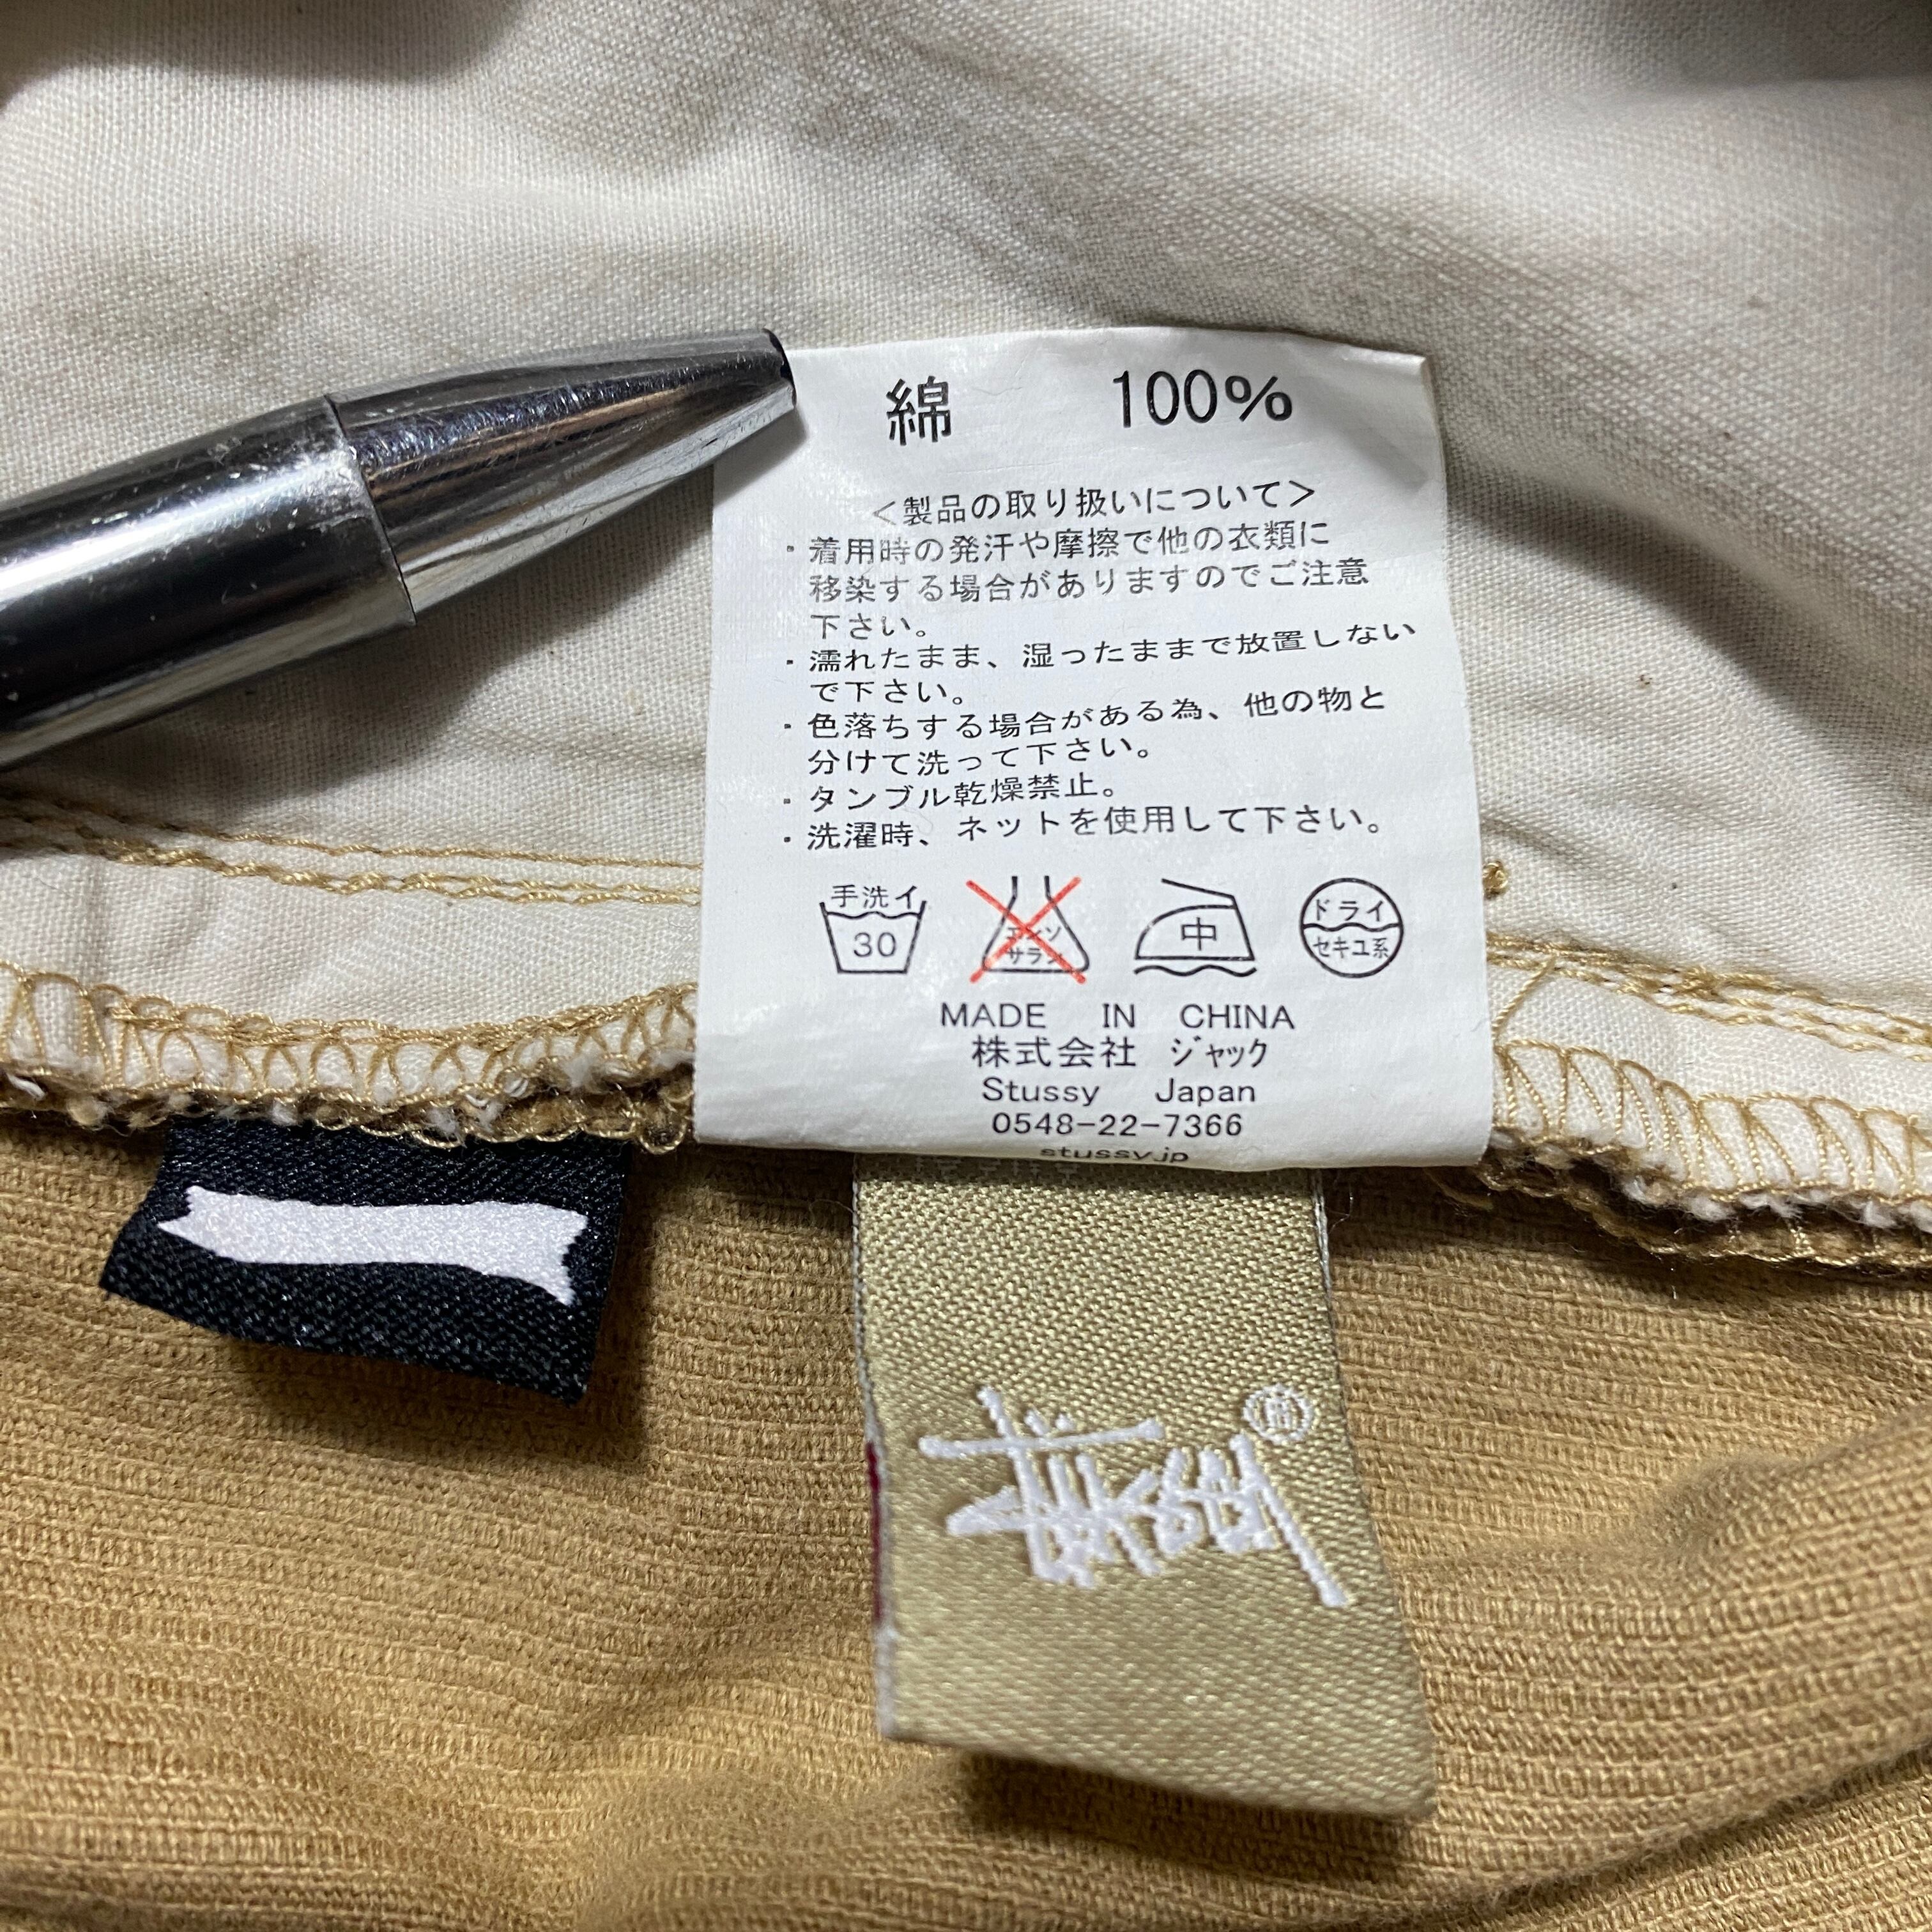 綿 100%
<製品の取り扱いについて>
・着用時の発汗や摩擦で他の衣類に
移染する場合がありますのでご注意
下さい。
・濡れたまま、湿ったままで放置しない
で下さい。
・色落ちする場合がある為、他の物と
分けて洗って下さい。
・タンブル乾燥禁止。
・洗濯時、ネットを使用して下さい。
手洗イ
30
エンソ
サラシ
中
ドライ
セキユ系
MADE IN CHINA
株式会社 ジャック
Stussy Japan
0548-22-7366
stussy.jp
Stüssy ®